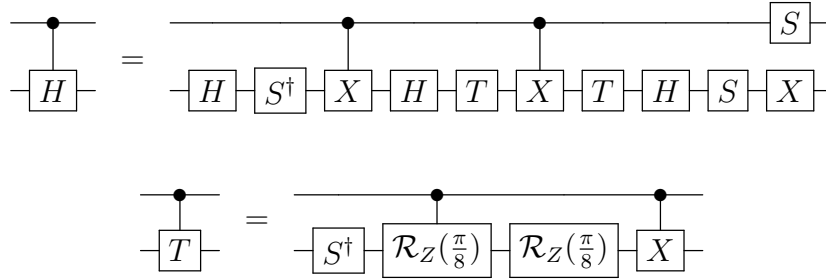 S
H = H S† X H T X T H S X
T = S† R_Z(π/8) R_Z(π/8) X